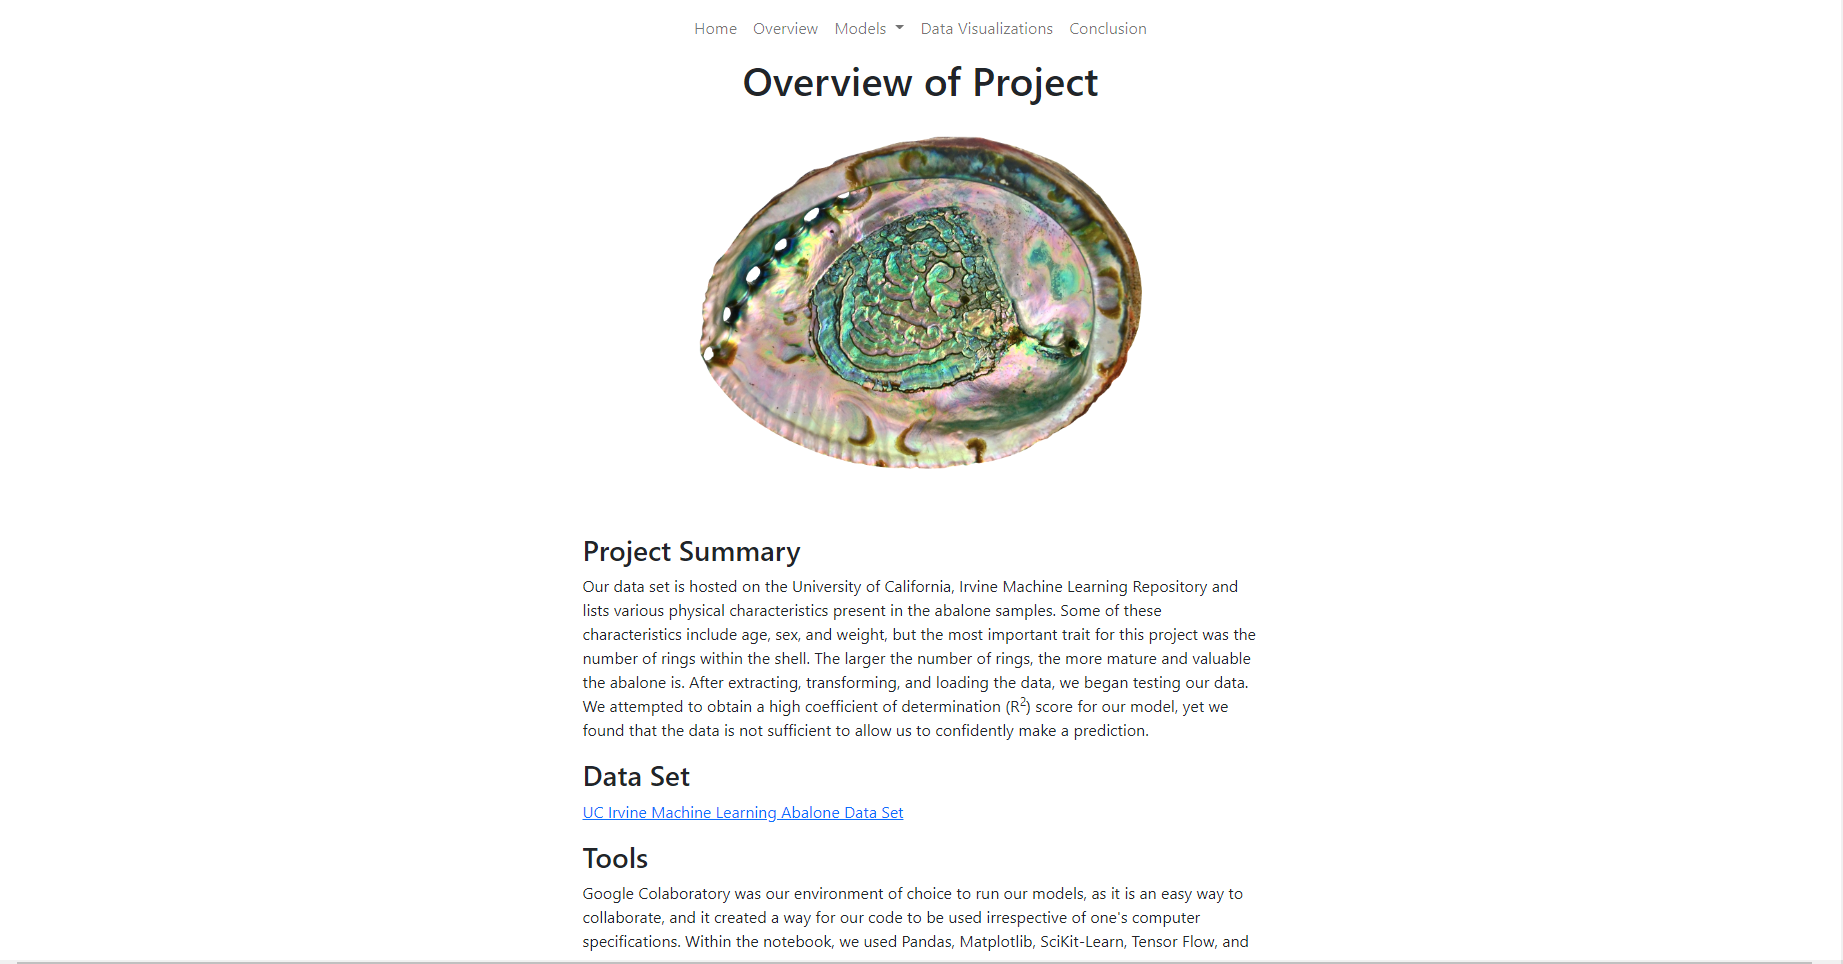 Home Overview Models Data Visualizations Conclusion
Overview of Project
Project Summary
Our data set is hosted on the University of California, Irvine Machine Learning Repository and
lists various physical characteristics present in the abalone samples. Some of these
characteristics include age, sex, and weight, but the most important trait for this project was the
number of rings within the shell. The larger the number of rings, the more mature and valuable
the abalone is. After extracting, transforming, and loading the data, we began testing our data.
We attempted to obtain a high coefficient of determination (R²) score for our model, yet we
found that the data is not sufficient to allow us to confidently make a prediction.
Data Set
UC Irvine Machine Learning Abalone Data Set
Tools
Google Colaboratory was our environment of choice to run our models, as it is an easy way to
collaborate, and it created a way for our code to be used irrespective of one's computer
specifications. Within the notebook, we used Pandas, Matplotlib, SciKit-Learn, Tensor Flow, and